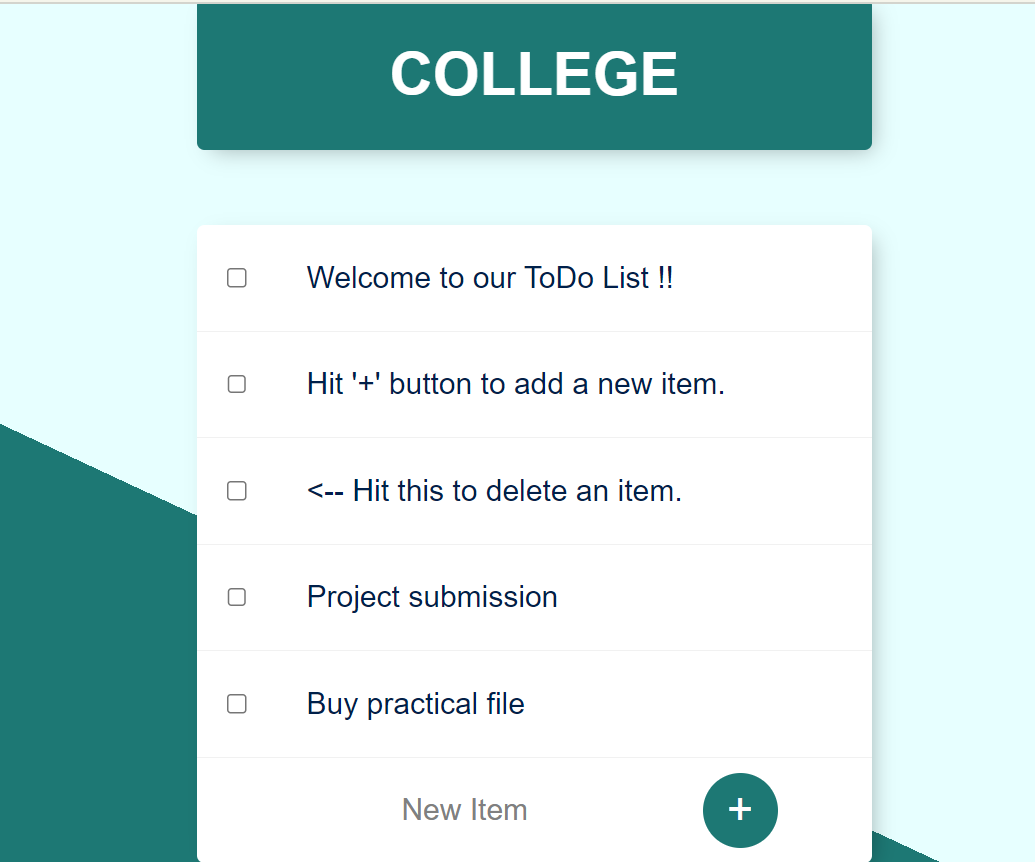 COLLEGE
Welcome to our ToDo List !!
Hit '+' button to add a new item.
<-- Hit this to delete an item.
Project submission
Buy practical file
New Item +